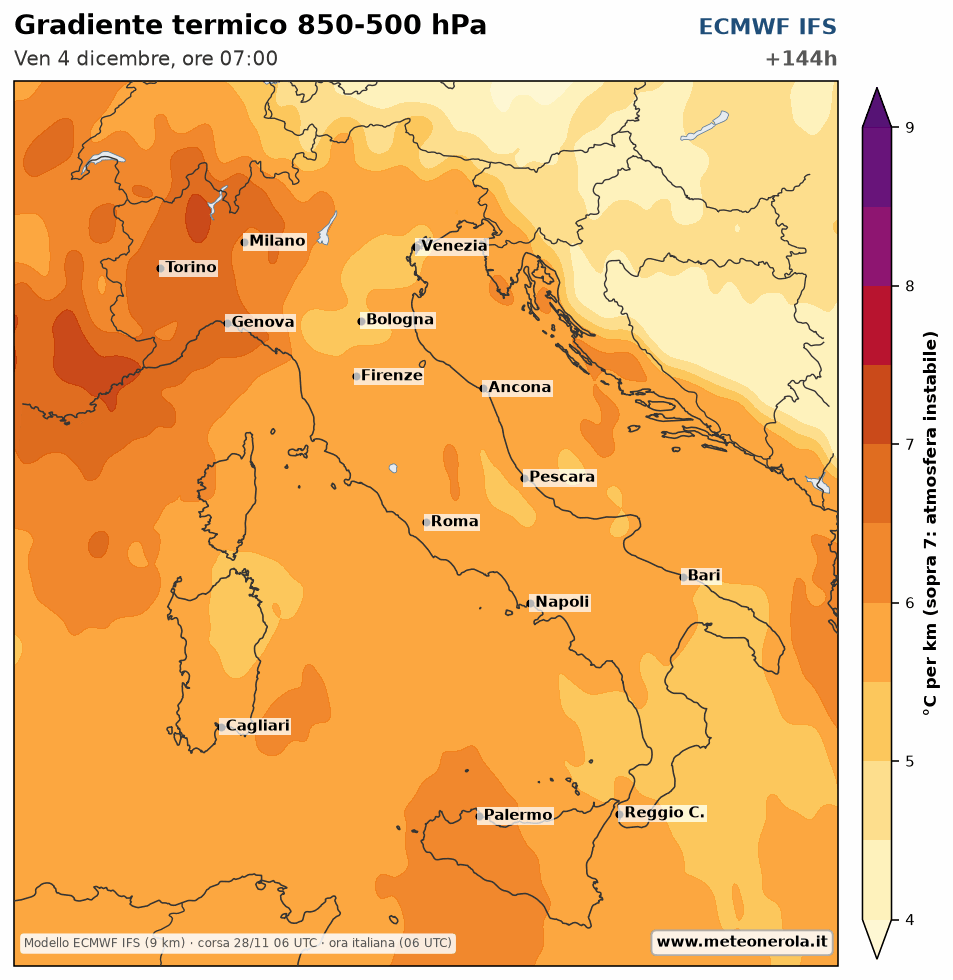 Gradiente termico 850-500 hPa
ECMWF IFS
Ven 4 dicembre, ore 07:00
+144h
Milano
Venezia
Torino
Genova
Bologna
Firenze
Ancona
Pescara
Roma
Bari
Napoli
Cagliari
Palermo
Reggio C.
9
8
7
6
5
4
°C per km (sopra 7: atmosfera instabile)
Modello ECMWF IFS (9 km) · corsa 28/11 06 UTC · ora italiana (06 UTC)
www.meteonerola.it